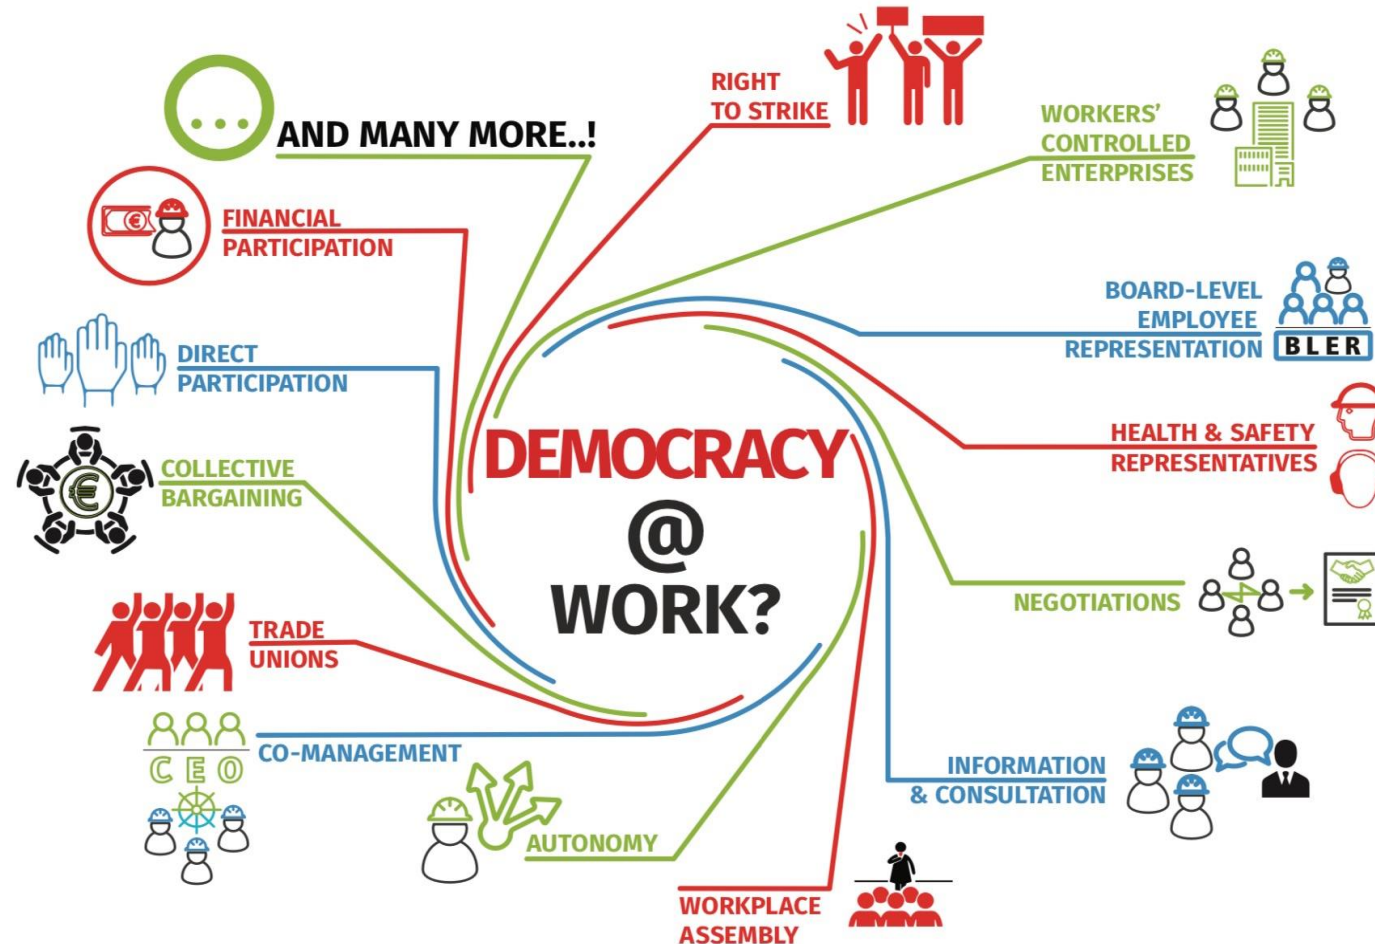 DEMOCRACY
@
WORK?
RIGHT
TO STRIKE
WORKERS'
CONTROLLED
ENTERPRISES
BOARD-LEVEL
EMPLOYEE
REPRESENTATION
BLER
HEALTH & SAFETY
REPRESENTATIVES
NEGOTIATIONS
INFORMATION
& CONSULTATION
WORKPLACE
ASSEMBLY
AUTONOMY
CO-MANAGEMENT
CEO
TRADE
UNIONS
COLLECTIVE
BARGAINING
€
DIRECT
PARTICIPATION
FINANCIAL
PARTICIPATION
€
...
AND MANY MORE..!